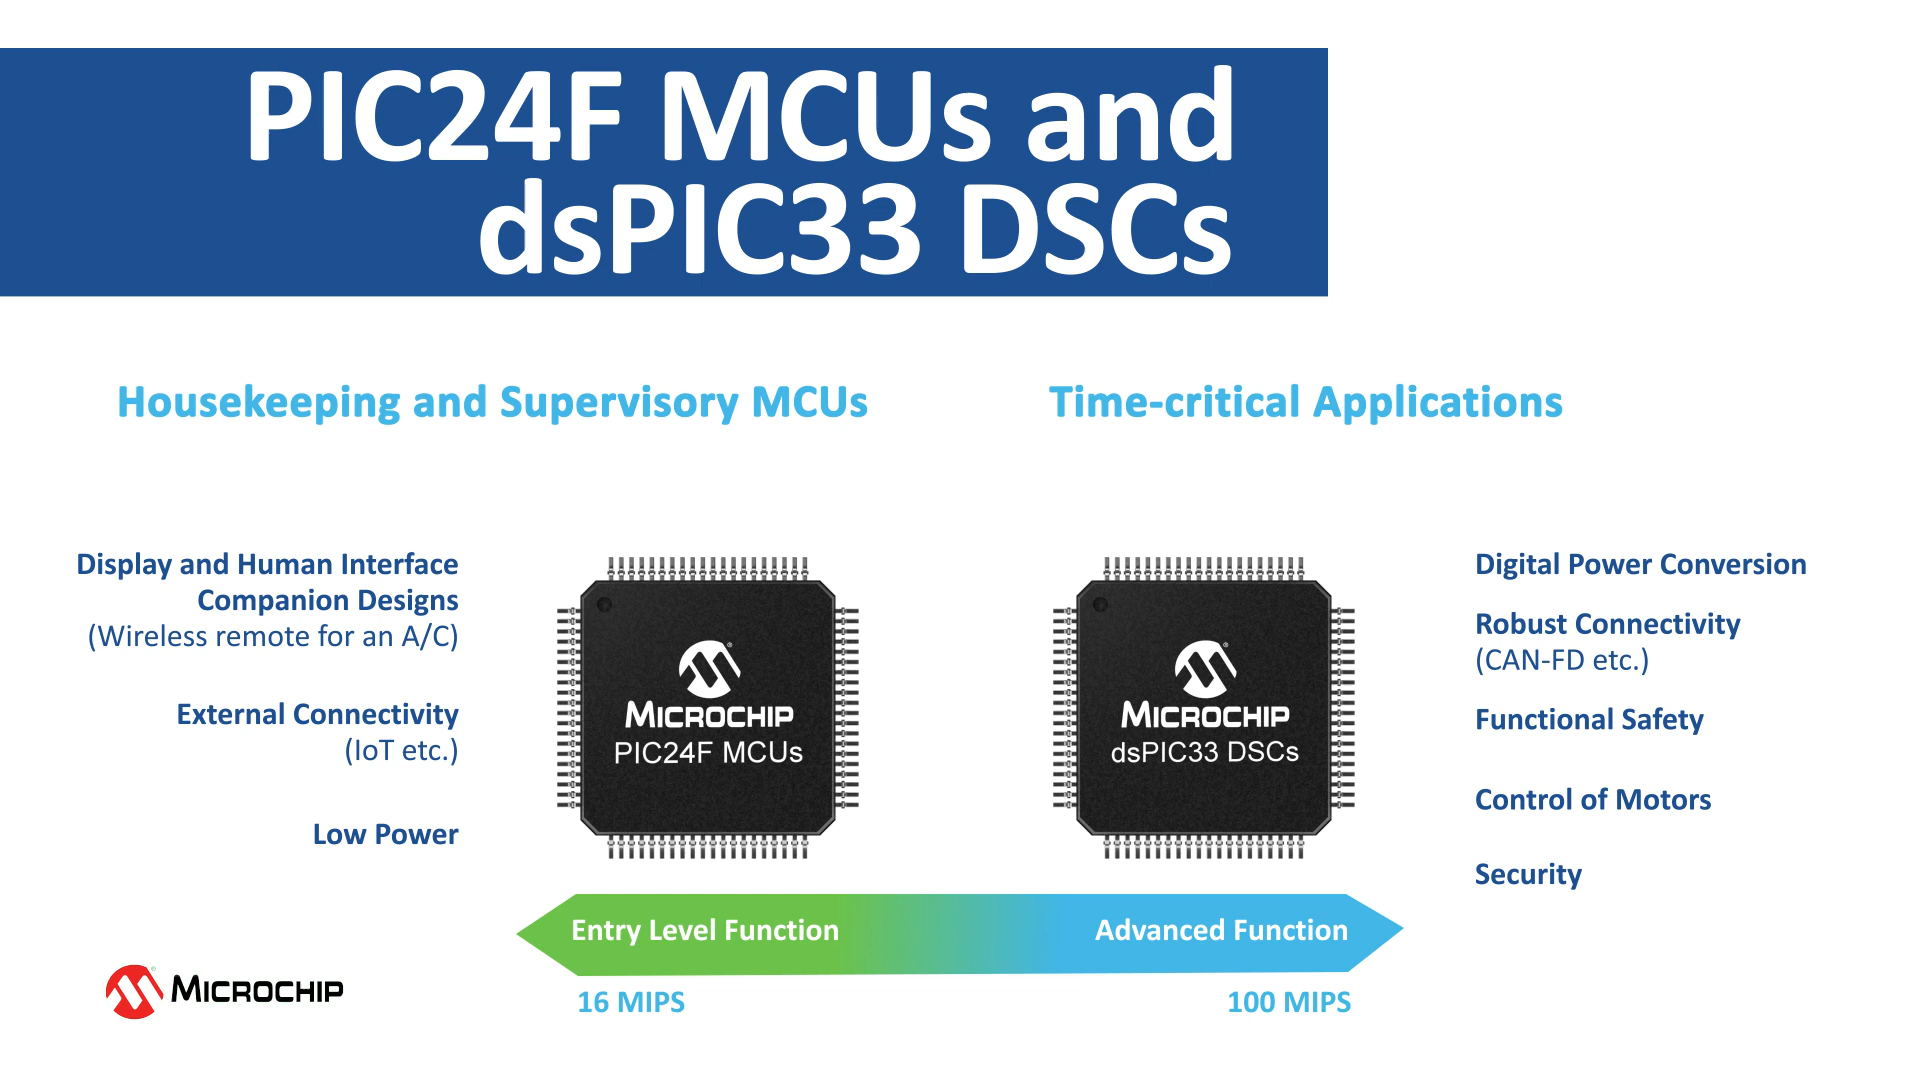 PIC24F MCUs and
dsPIC33 DSCs
Housekeeping and Supervisory MCUs
Time-critical Applications
Display and Human Interface
Companion Designs
(Wireless remote for an A/C)
External Connectivity
(IoT etc.)
Low Power
MICROCHIP
PIC24F MCUs
MICROCHIP
dsPIC33 DSCs
Digital Power Conversion
Robust Connectivity
(CAN-FD etc.)
Functional Safety
Control of Motors
Security
Entry Level Function
Advanced Function
16 MIPS
100 MIPS
MICROCHIP